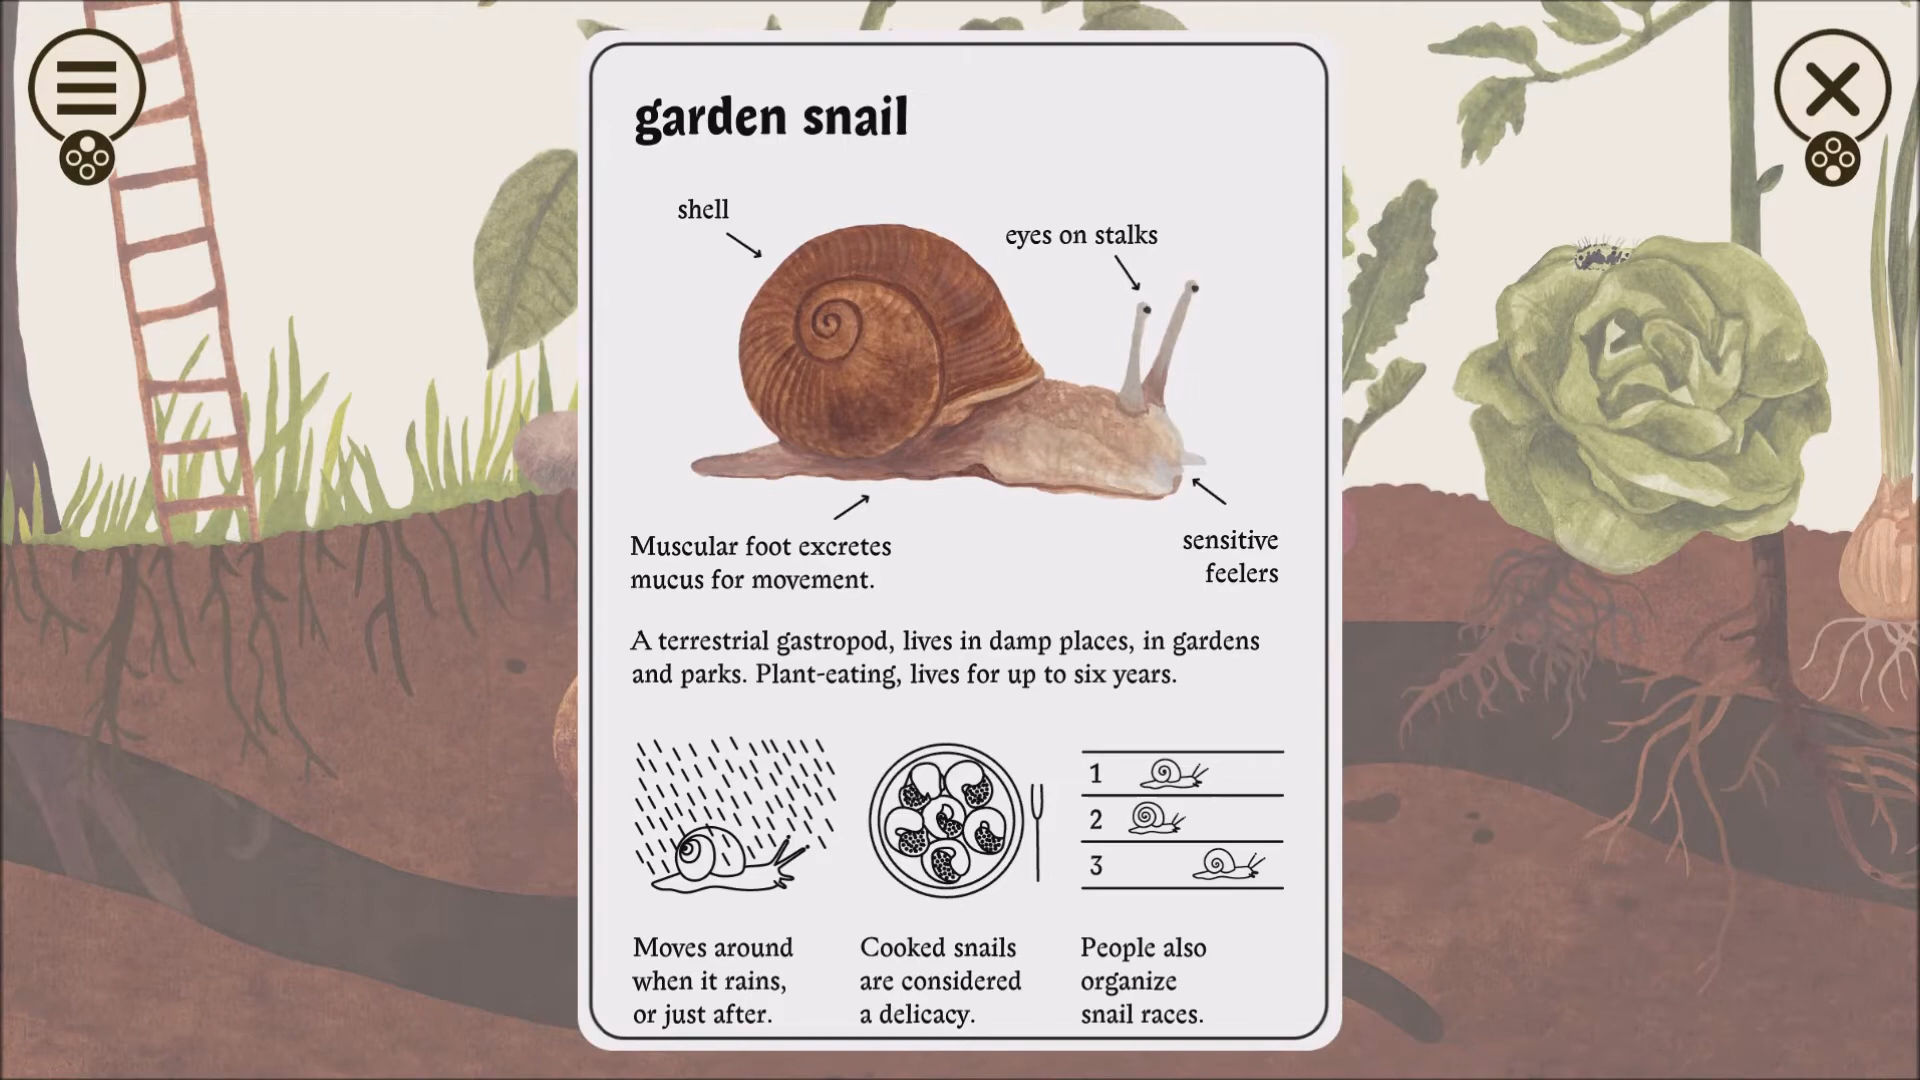 garden snail
shell
eyes on stalks
Muscular foot excretes
mucus for movement.
sensitive
feelers
A terrestrial gastropod, lives in damp places, in gardens
and parks. Plant-eating, lives for up to six years.
1
2
3
Moves around
when it rains,
or just after.
Cooked snails
are considered
a delicacy.
People also
organize
snail races.